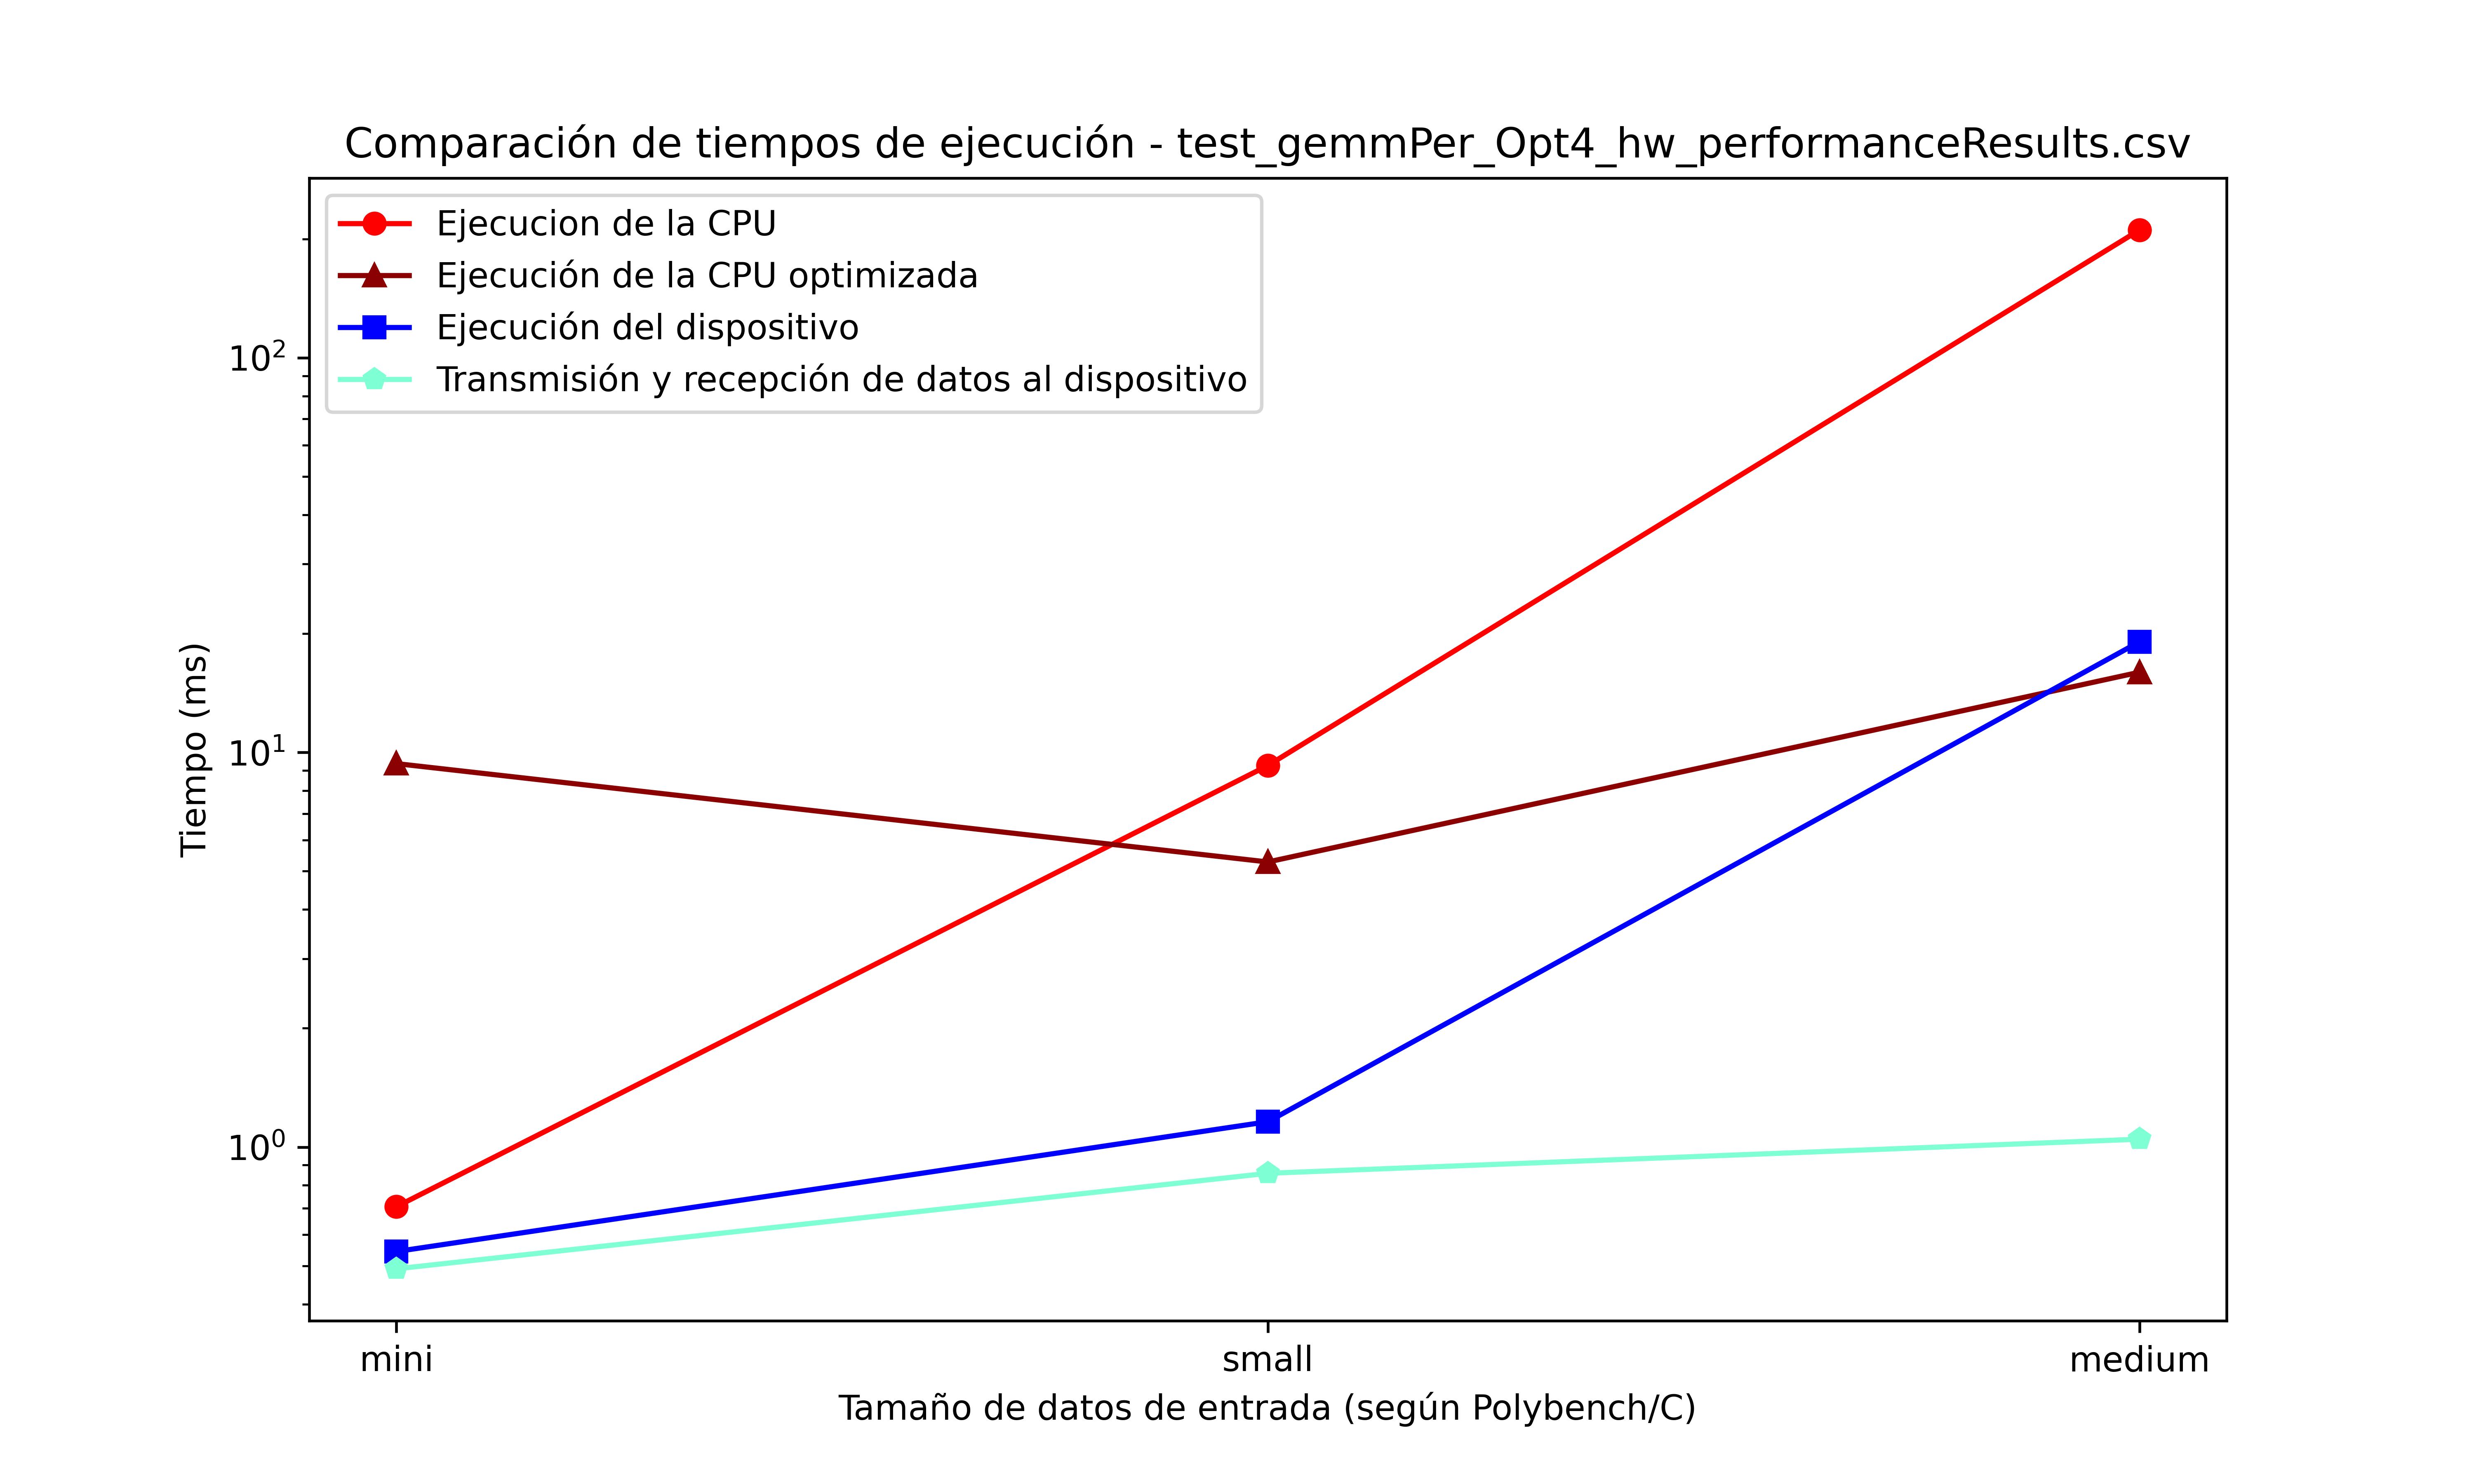 Comparación de tiempos de ejecución - test_gemmPer_Opt4_hw_performanceResults.csv
Ejecucion de la CPU
Ejecución de la CPU optimizada
Ejecución del dispositivo
Transmisión y recepción de datos al dispositivo
Tiempo (ms)
10²
10¹
10⁰
mini small medium
Tamaño de datos de entrada (según Polybench/C)